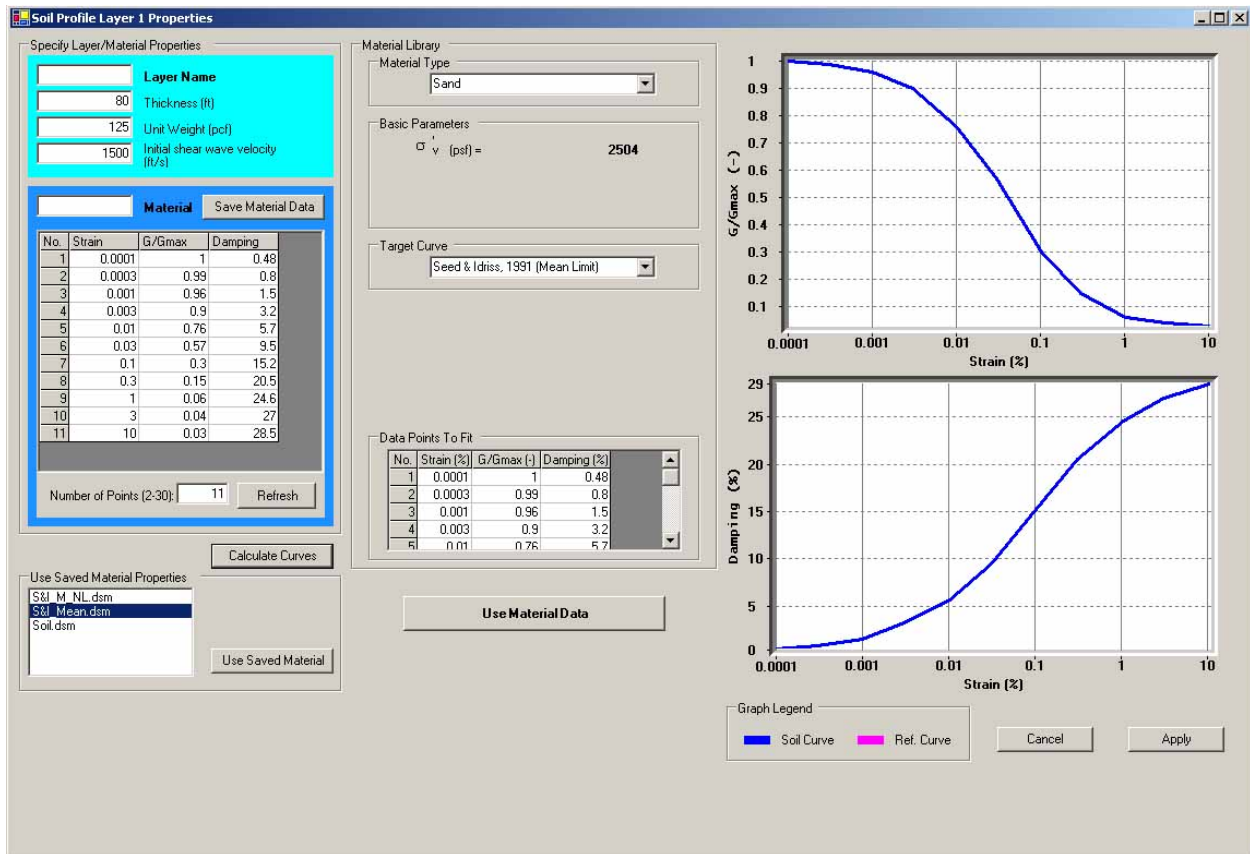 Soil Profile Layer 1 Properties
Specify Layer/Material Properties
Layer Name
80 Thickness (ft)
125 Unit Weight (pcf)
1500 Initial shear wave velocity
(ft/s)
Material Save Material Data
No. Strain G/Gmax Damping
1 0.0001 1 0.48
2 0.0003 0.99 0.8
3 0.001 0.96 1.5
4 0.003 0.9 3.2
5 0.01 0.76 5.7
6 0.03 0.57 9.5
7 0.1 0.3 15.2
8 0.3 0.15 20.5
9 1 0.06 24.6
10 3 0.04 27
11 10 0.03 28.5
Number of Points (2-30): 11 Refresh
Calculate Curves
Use Saved Material Properties
S&I_M_NL.dsm
S&I_Mean.dsm
Soil.dsm
Use Saved Material
Material Library
Material Type
Sand
Basic Parameters
σ'v (psf) = 2504
Target Curve
Seed & Idriss, 1991 (Mean Limit)
Data Points To Fit
No. Strain (%) G/Gmax (-) Damping (%)
1 0.0001 1 0.48
2 0.0003 0.99 0.8
3 0.001 0.96 1.5
4 0.003 0.9 3.2
5 0.01 0.76 5.7
Use Material Data
G/Gmax (-)
1
0.9
0.8
0.7
0.6
0.5
0.4
0.3
0.2
0.1
0.0001 0.001 0.01 0.1 1 10
Strain (%)
Damping (%)
29
25
20
15
10
5
0
0.0001 0.001 0.01 0.1 1 10
Strain (%)
Graph Legend
Soil Curve Ref. Curve
Cancel Apply